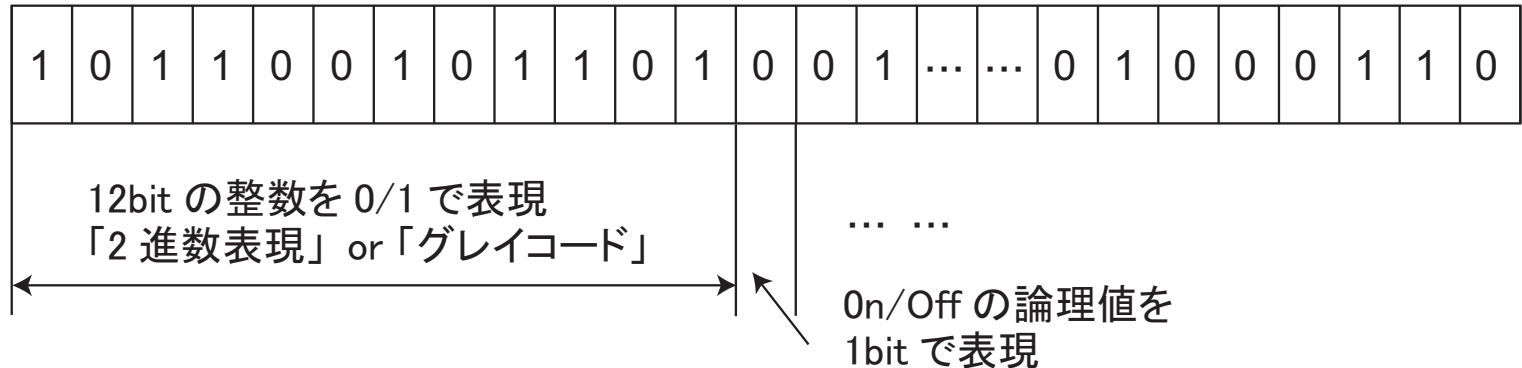 1 0 1 1 0 0 1 0 1 1 0 1 0 0 1 … … 0 1 0 0 0 1 1 0
12bit の整数を 0/1 で表現
「2 進数表現」 or 「グレイコード」
… …
On/Off の論理値を
1bit で表現